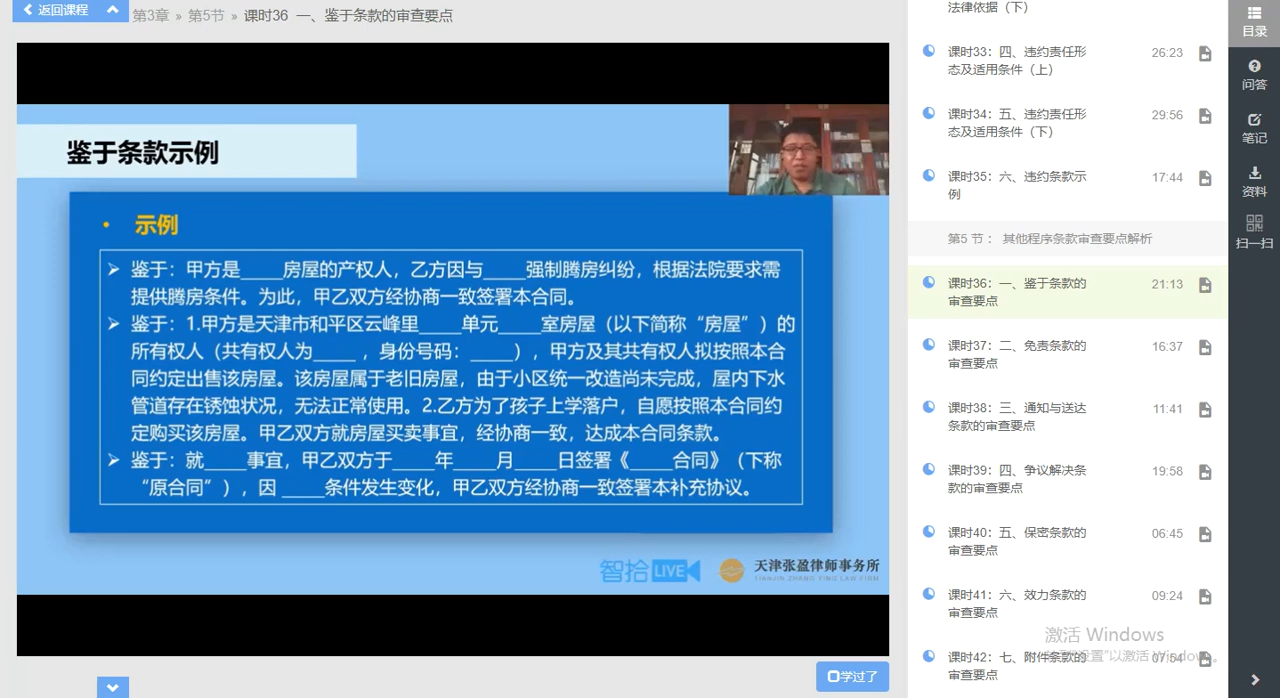 返回课程
第3章 » 第5节 » 课时36 一、鉴于条款的审查要点
鉴于条款示例
• 示例
➢ 鉴于：甲方是____房屋的产权人，乙方因与____强制腾房纠纷，根据法院要求需
提供腾房条件。为此，甲乙双方经协商一致签署本合同。
➢ 鉴于：1.甲方是天津市和平区云峰里____单元____室房屋（以下简称“房屋”）的
所有权人（共有权人为____，身份号码：____），甲方及其共有权人拟按照本合
同约定出售该房屋。该房屋属于老旧房屋，由于小区统一改造尚未完成，屋内下水
管道存在锈蚀状况，无法正常使用。2.乙方为了孩子上学落户，自愿按照本合同约
定购买该房屋。甲乙双方就房屋买卖事宜，经协商一致，达成本合同条款。
➢ 鉴于：就____事宜，甲乙双方于____年____月____日签署《____合同》（下称
“原合同”），因 ____条件发生变化，甲乙双方经协商一致签署本补充协议。
智拾LIVE
天津张盈律师事务所
TIANJIN ZHANG YING LAW FIRM
学过了
法律依据（下）
课时33：四、违约责任形 26:23
态及适用条件（上）
课时34：五、违约责任形 29:56
态及适用条件（下）
课时35：六、违约条款示 17:44
例
第5 节： 其他程序条款审查要点解析
课时36：一、鉴于条款的 21:13
审查要点
课时37：二、免责条款的 16:37
审查要点
课时38：三、通知与送达 11:41
条款的审查要点
课时39：四、争议解决条 19:58
款的审查要点
课时40：五、保密条款的 06:45
审查要点
课时41：六、效力条款的 09:24
审查要点
激活 Windows
课时42：七、附件条款的 07:54
审查要点
设置"以激活 Windows。
目录
问答
笔记
资料
扫一扫